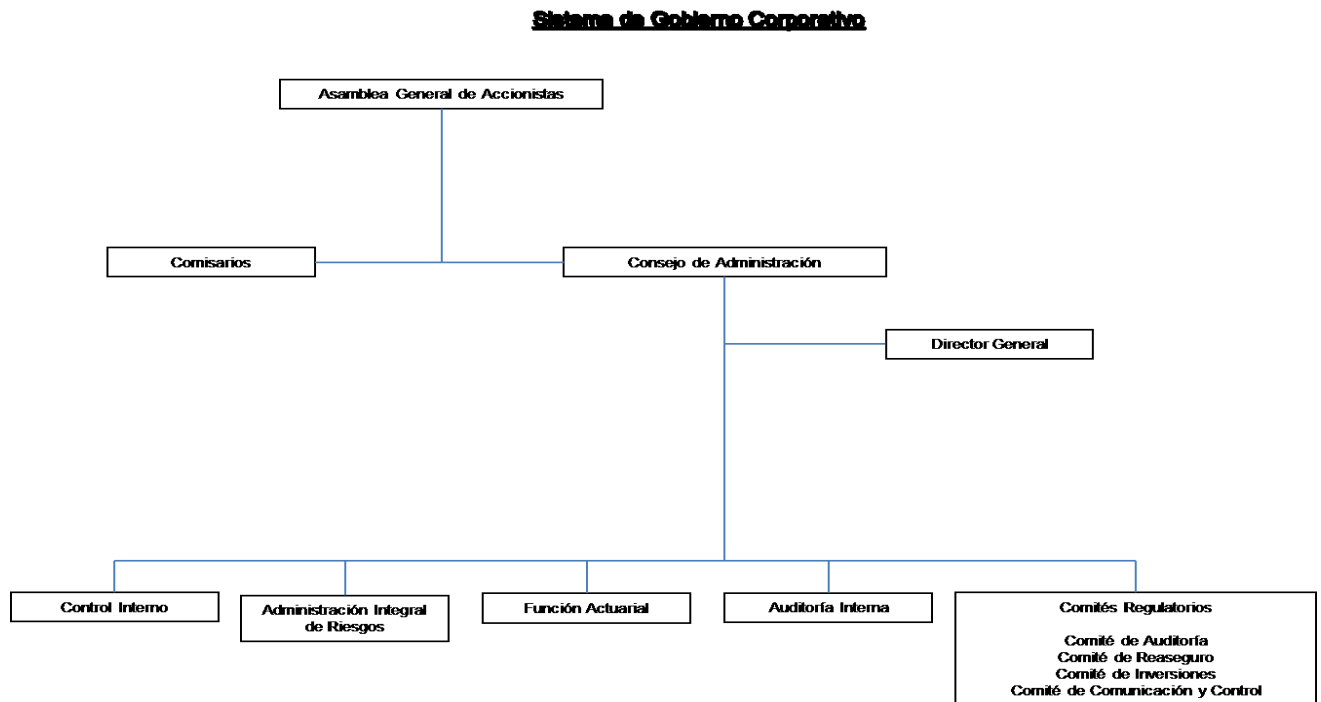 Sistema de Gobierno Corporativo
Asamblea General de Accionistas
Comisarios
Consejo de Administración
Director General
Control Interno
Administración Integral
de Riesgos
Función Actuarial
Auditoría Interna
Comités Regulatorios
Comité de Auditoría
Comité de Reaseguro
Comité de Inversiones
Comité de Comunicación y Control